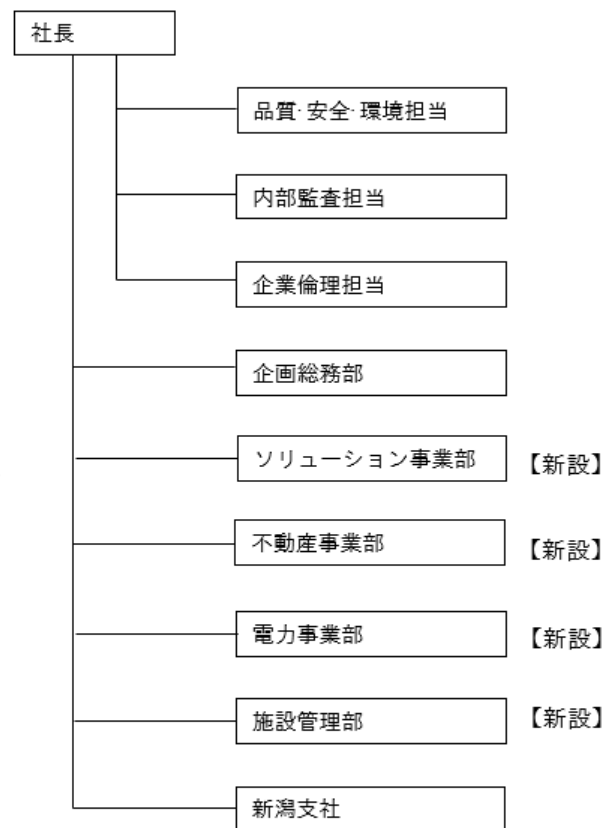 社長
品質・安全・環境担当
内部監査担当
企業倫理担当
企画総務部
ソリューション事業部 【新設】
不動産事業部 【新設】
電力事業部 【新設】
施設管理部 【新設】
新潟支社